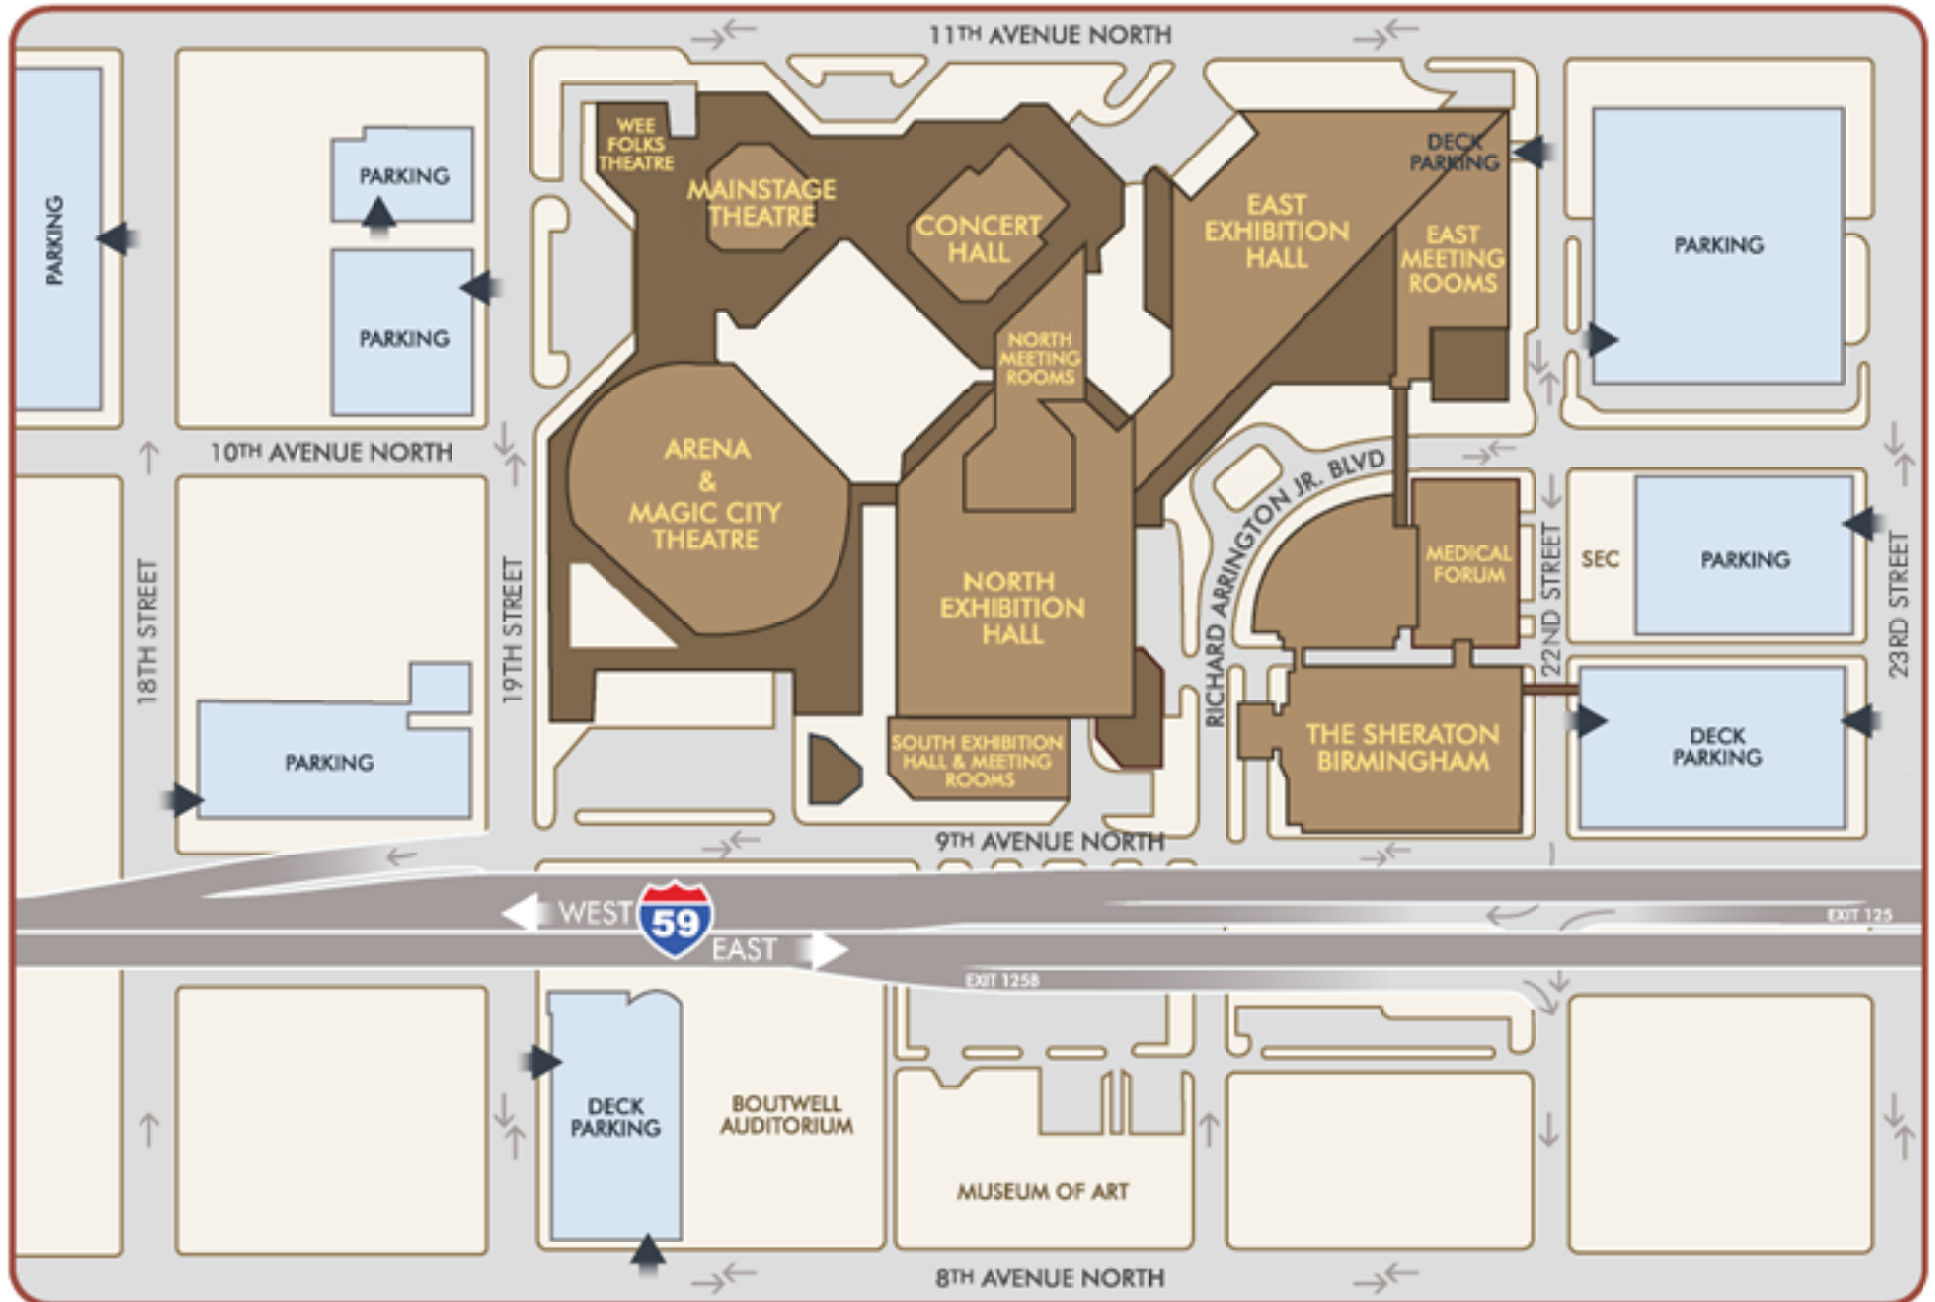 11TH AVENUE NORTH
WEE
FOLKS
THEATRE
MAINSTAGE
THEATRE
CONCERT
HALL
EAST
EXHIBITION
HALL
DECK
PARKING
EAST
MEETING
ROOMS
PARKING
PARKING
PARKING
PARKING
NORTH
MEETING
ROOMS
10TH AVENUE NORTH
ARENA
&
MAGIC CITY
THEATRE
NORTH
EXHIBITION
HALL
RICHARD ARRINGTON JR. BLVD
MEDICAL
FORUM
SEC
PARKING
18TH STREET
19TH STREET
22ND STREET
23RD STREET
PARKING
SOUTH EXHIBITION
HALL & MEETING
ROOMS
THE SHERATON
BIRMINGHAM
DECK
PARKING
9TH AVENUE NORTH
WEST
59
EAST
EXIT 125
EXIT 125B
DECK
PARKING
BOUTWELL
AUDITORIUM
MUSEUM OF ART
8TH AVENUE NORTH